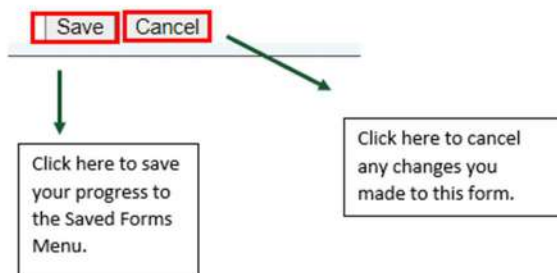 Save Cancel
Click here to save
your progress to
the Saved Forms
Menu.
Click here to cancel
any changes you
made to this form.